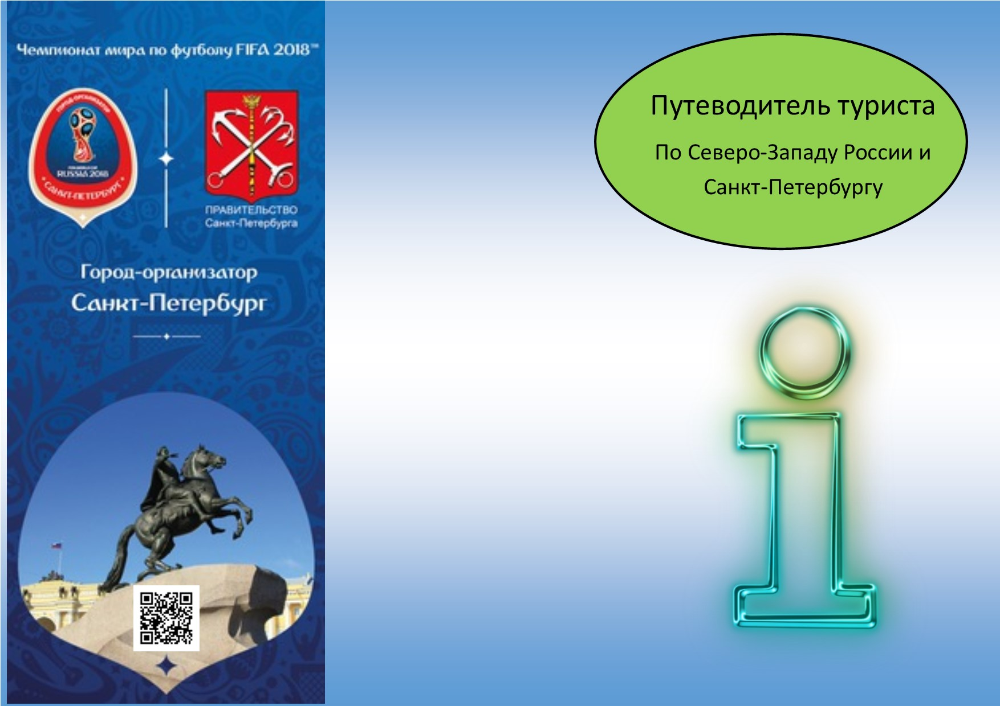 Чемпионат мира по футболу FIFA 2018™
ГОРОД-ОРГАНИЗАТОР
RUSSIA 2018
САНКТ-ПЕТЕРБУРГ
ПРАВИТЕЛЬСТВО
Санкт-Петербурга
Город-организатор
Санкт-Петербург
Путеводитель туриста
По Северо-Западу России и
Санкт-Петербургу
i